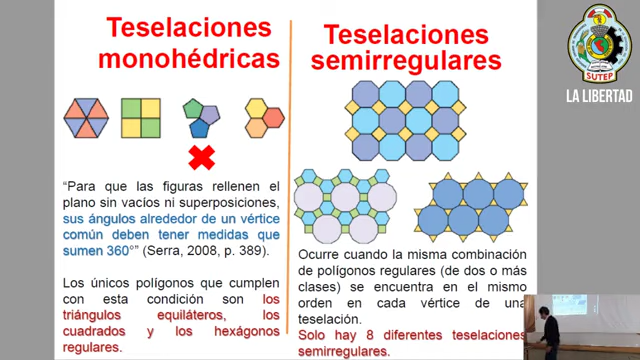 Teselaciones
monohédricas
“Para que las figuras rellenen el
plano sin vacíos ni superposiciones,
sus ángulos alrededor de un vértice
común deben tener medidas que
sumen 360°” (Serra, 2008, p. 389).
Los únicos polígonos que cumplen
con esta condición son los
triángulos equiláteros, los
cuadrados y los hexágonos
regulares.
Teselaciones
semirregulares
Ocurre cuando la misma combinación
de polígonos regulares (de dos o más
clases) se encuentra en el mismo
orden en cada vértice de una
teselación.
Solo hay 8 diferentes teselaciones
semirregulares.
SUTEP
LA LIBERTAD